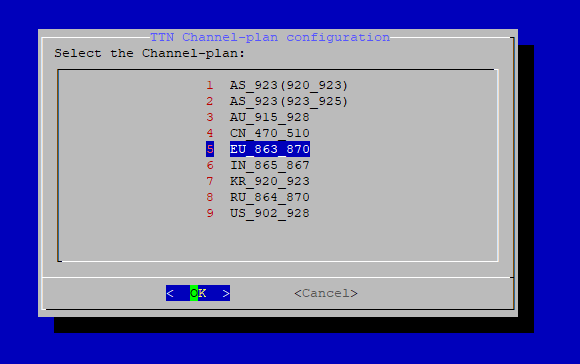 TTN Channel-plan configuration
Select the Channel-plan:
1 AS_923(920_923)
2 AS_923(923_925)
3 AU_915_928
4 CN_470_510
5 EU_863_870
6 IN_865_867
7 KR_920_923
8 RU_864_870
9 US_902_928
< OK > <Cancel>